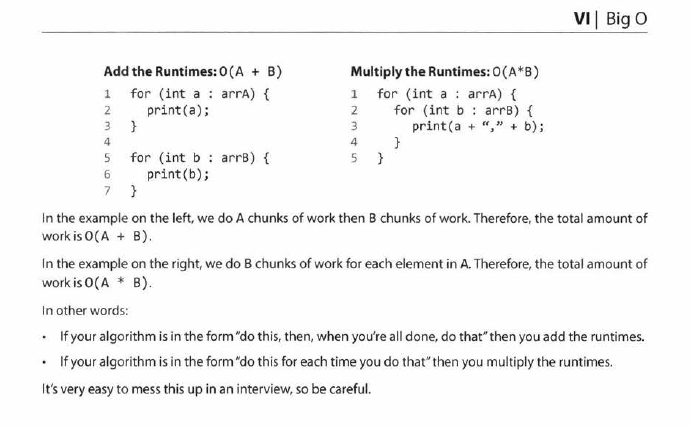 VI | Big O
Add the Runtimes: O(A + B)
1 for (int a : arrA) {
2 print(a);
3 }
4
5 for (int b : arrB) {
6 print(b);
7 }
Multiply the Runtimes: O(A*B)
1 for (int a : arrA) {
2 for (int b : arrB) {
3 print(a + “,” + b);
4 }
5 }
In the example on the left, we do A chunks of work then B chunks of work. Therefore, the total amount of
work is O(A + B).
In the example on the right, we do B chunks of work for each element in A. Therefore, the total amount of
work is O(A * B).
In other words:
• If your algorithm is in the form "do this, then, when you're all done, do that" then you add the runtimes.
• If your algorithm is in the form "do this for each time you do that" then you multiply the runtimes.
It's very easy to mess this up in an interview, so be careful.